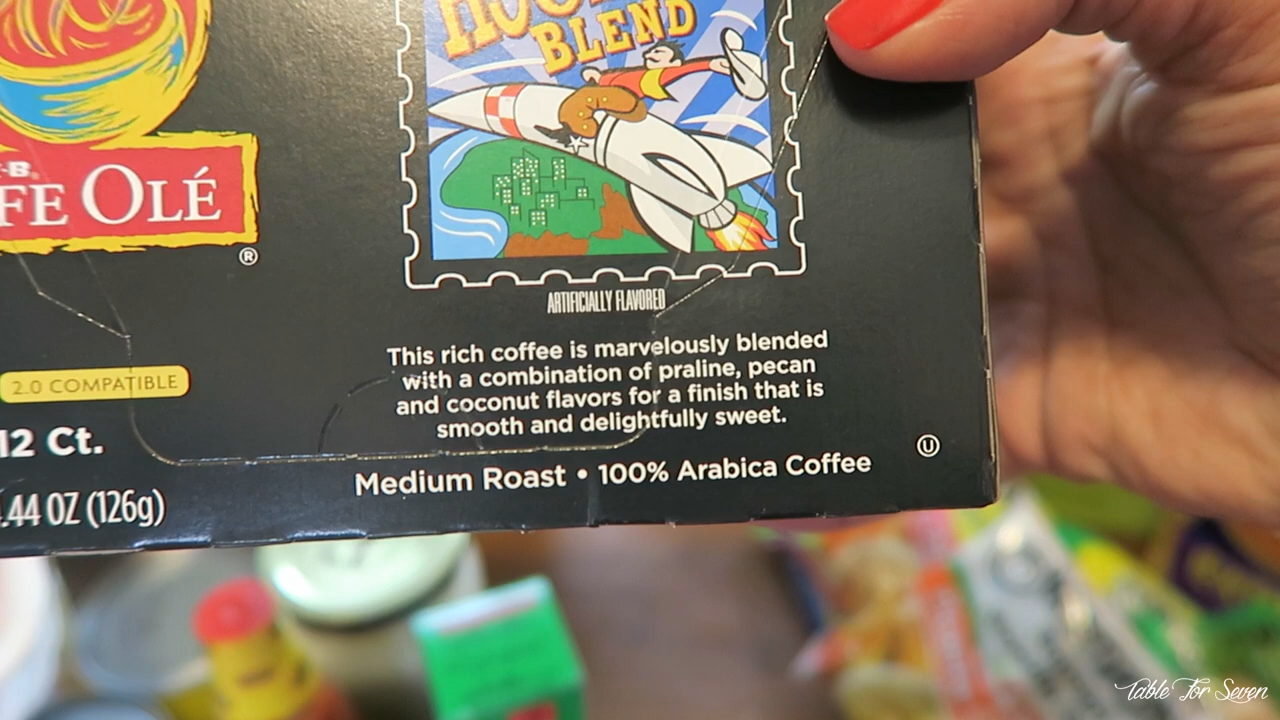 BLEND
-B®
FE OLÉ
®
ARTIFICIALLY FLAVORED
This rich coffee is marvelously blended
with a combination of praline, pecan
and coconut flavors for a finish that is
smooth and delightfully sweet.
2.0 COMPATIBLE
12 Ct.
.44 OZ (126g)
Medium Roast • 100% Arabica Coffee
U
Table For Seven